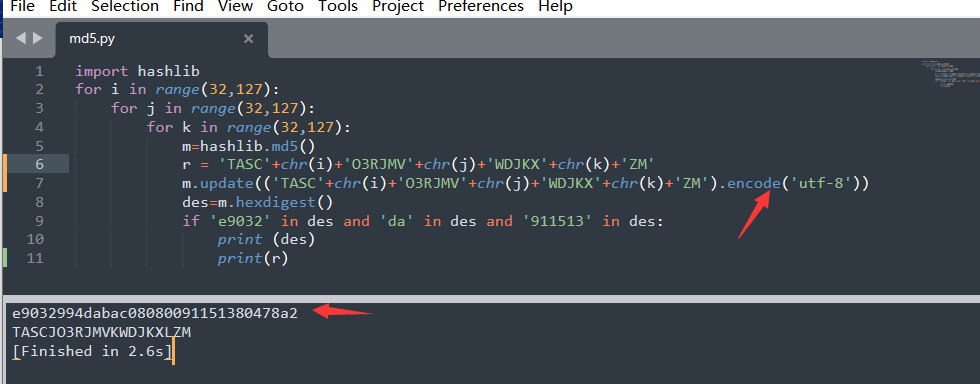 File Edit Selection Find View Goto Tools Project Preferences Help
md5.py ×
1 import hashlib
2 for i in range(32,127):
3     for j in range(32,127):
4         for k in range(32,127):
5             m=hashlib.md5()
6             r = 'TASC'+chr(i)+'O3RJMV'+chr(j)+'WDJKX'+chr(k)+'ZM'
7             m.update(('TASC'+chr(i)+'O3RJMV'+chr(j)+'WDJKX'+chr(k)+'ZM').encode('utf-8'))
8             des=m.hexdigest()
9             if 'e9032' in des and 'da' in des and '911513' in des:
10                 print (des)
11                 print(r)
e9032994dabac08080091151380478a2
TASCJO3RJMVKWDJKXLZM
[Finished in 2.6s]